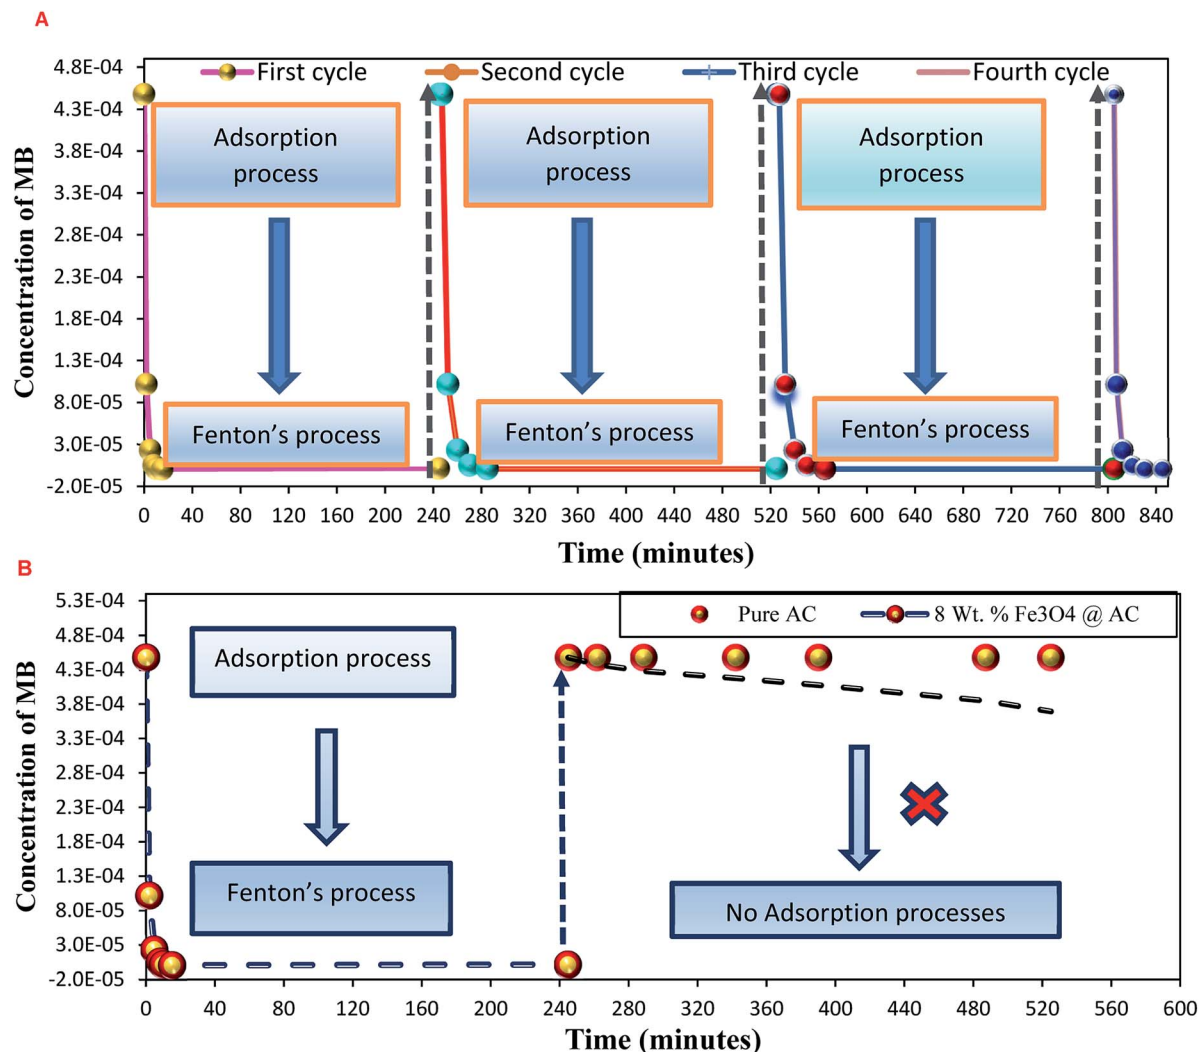 A
First cycle Second cycle Third cycle Fourth cycle
4.8E-04
4.3E-04
3.8E-04
3.3E-04
2.8E-04
2.3E-04
1.8E-04
1.3E-04
8.0E-05
3.0E-05
-2.0E-05
Concentration of MB
Adsorption
process
Adsorption
process
Adsorption
process
Fenton's process
Fenton's process
Fenton's process
0 40 80 120 160 200 240 280 320 360 400 440 480 520 560 600 640 680 720 760 800 840
Time (minutes)
B
5.3E-04
4.8E-04
4.3E-04
3.8E-04
3.3E-04
2.8E-04
2.3E-04
1.8E-04
1.3E-04
8.0E-05
3.0E-05
-2.0E-05
Concentration of MB
Pure AC 8 Wt. % Fe3O4 @ AC
Adsorption process
Fenton's process
No Adsorption processes
0 40 80 120 160 200 240 280 320 360 400 440 480 520 560 600
Time (minutes)